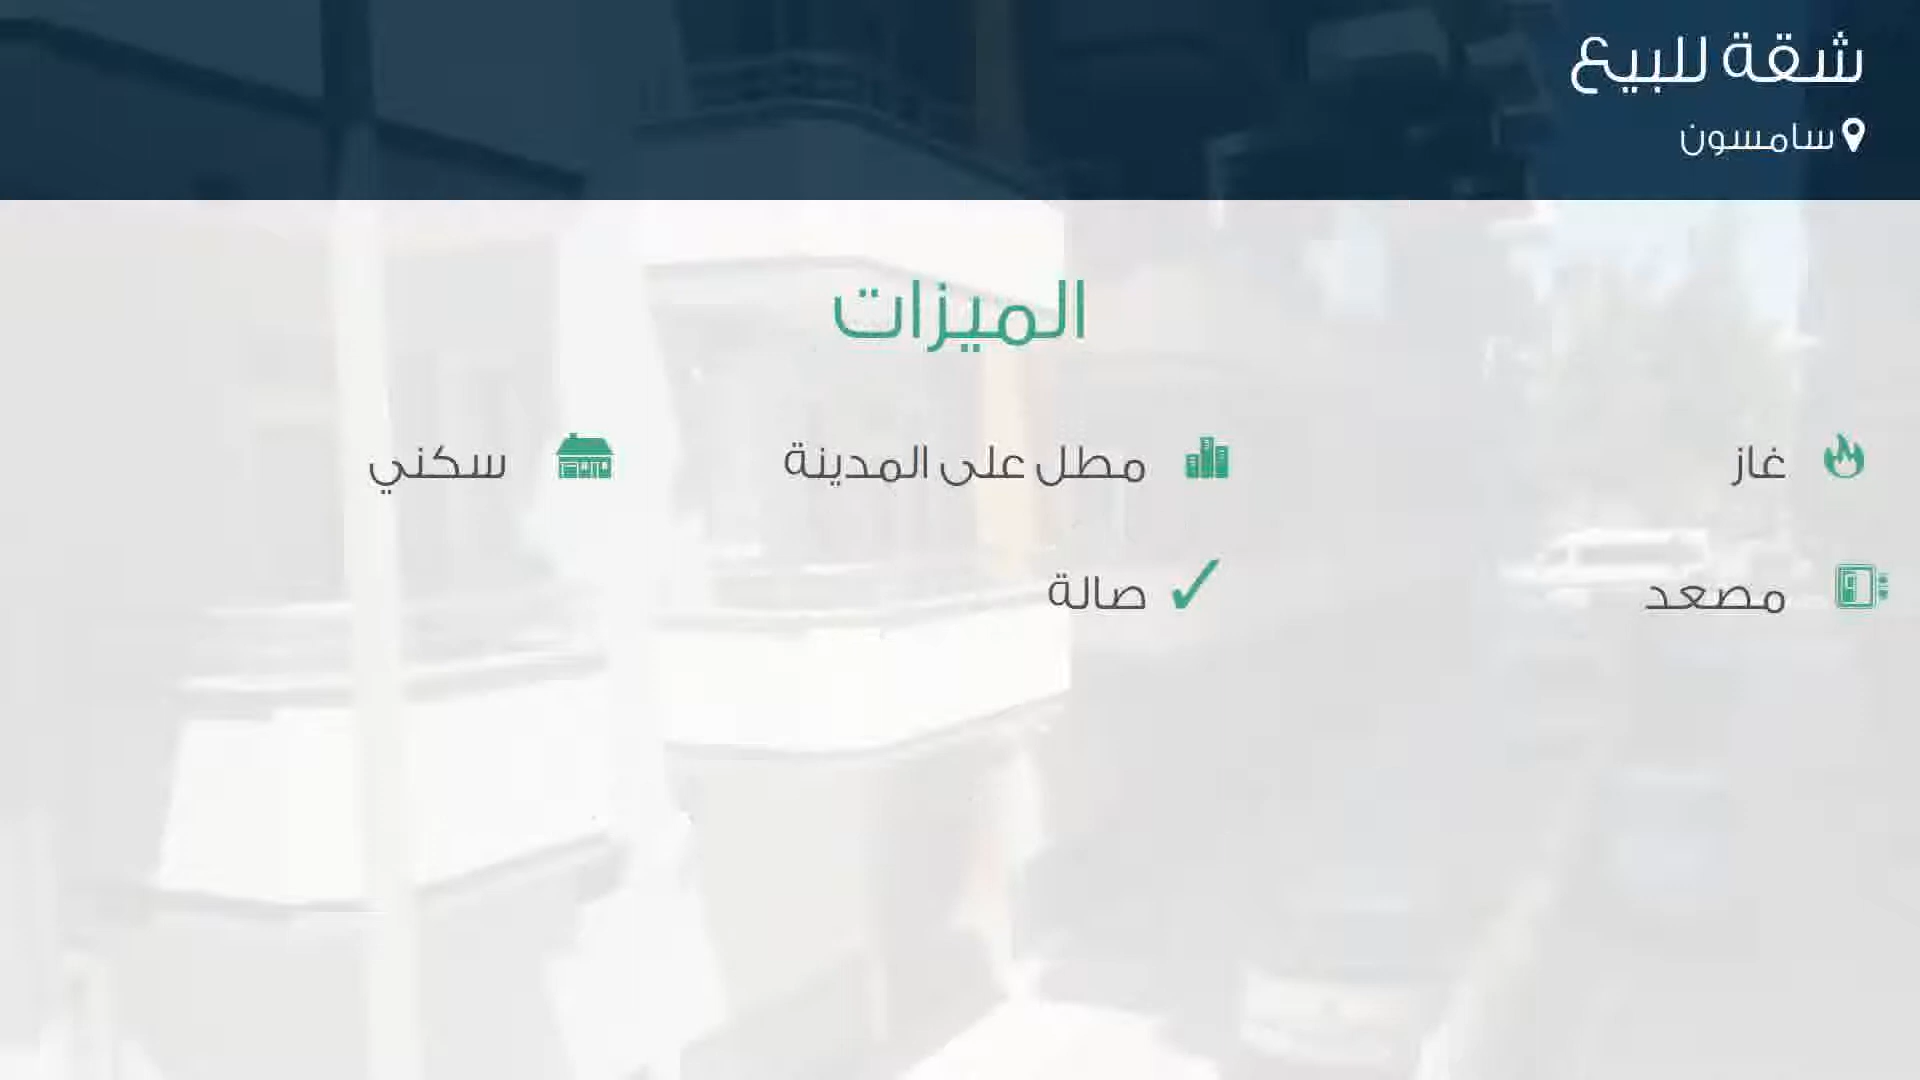 شقة للبيع
سامسون
الميزات
غاز
مطل على المدينة
سكني
مصعد
صالة